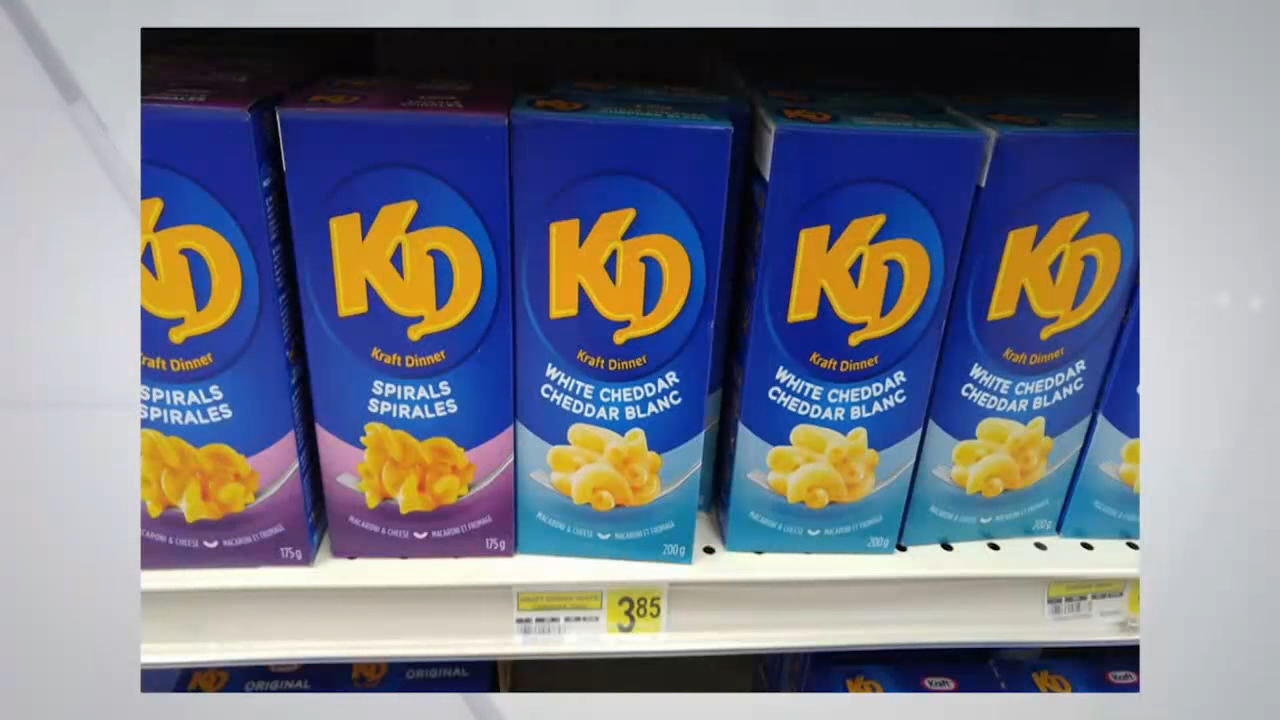 KD
Kraft Dinner
SPIRALS
SPIRALES
175g
KD
Kraft Dinner
SPIRALS
SPIRALES
MACARONI & CHEESE MACARONI ET FROMAGE
175g
KD
Kraft Dinner
WHITE CHEDDAR
CHEDDAR BLANC
MACARONI & CHEESE MACARONI ET FROMAGE
200g
KD
Kraft Dinner
WHITE CHEDDAR
CHEDDAR BLANC
MACARONI & CHEESE MACARONI ET FROMAGE
200g
KD
Kraft Dinner
WHITE CHEDDAR
CHEDDAR BLANC
200g
3.85
KD ORIGINAL
KD ORIGINAL
KD Kraft
KD Kraft